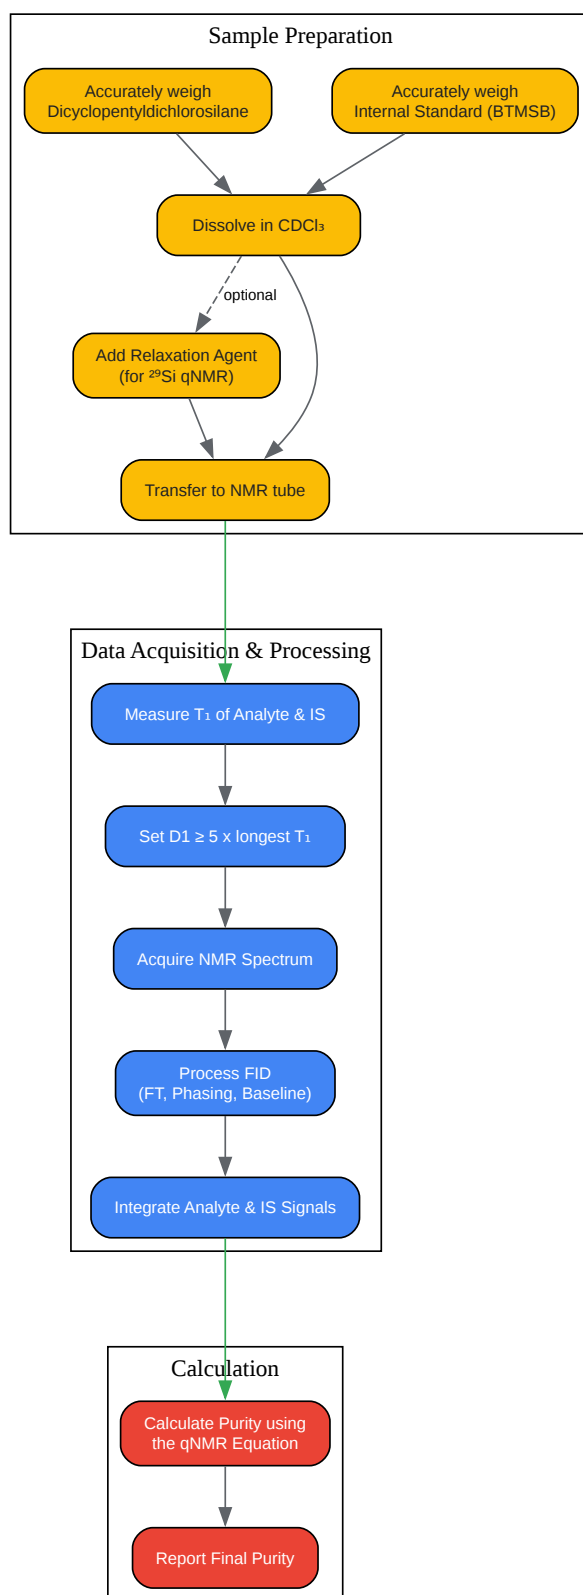 Sample Preparation
Accurately weigh
Dicyclopentyldichlorosilane
Accurately weigh
Internal Standard (BTMSB)
Dissolve in CDCl₃
optional
Add Relaxation Agent
(for ²⁹Si qNMR)
Transfer to NMR tube
Data Acquisition & Processing
Measure T₁ of Analyte & IS
Set D1 ≥ 5 x longest T₁
Acquire NMR Spectrum
Process FID
(FT, Phasing, Baseline)
Integrate Analyte & IS Signals
Calculation
Calculate Purity using
the qNMR Equation
Report Final Purity